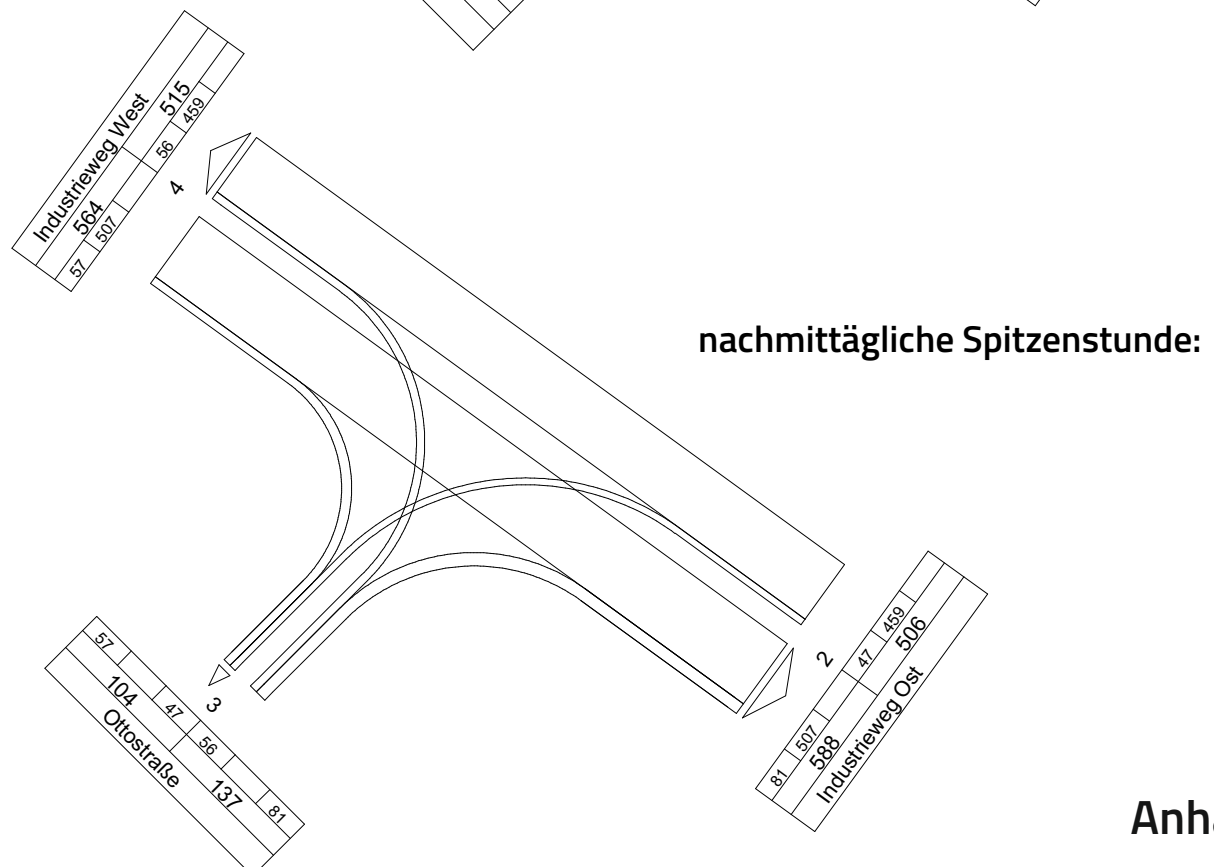 Industrieweg West
564 515
57 507 56 459
4
nachmittägliche Spitzenstunde:
2
81 507 47 459
588 506
Industrieweg Ost
3
57 47 56 81
104 137
Ottostraße